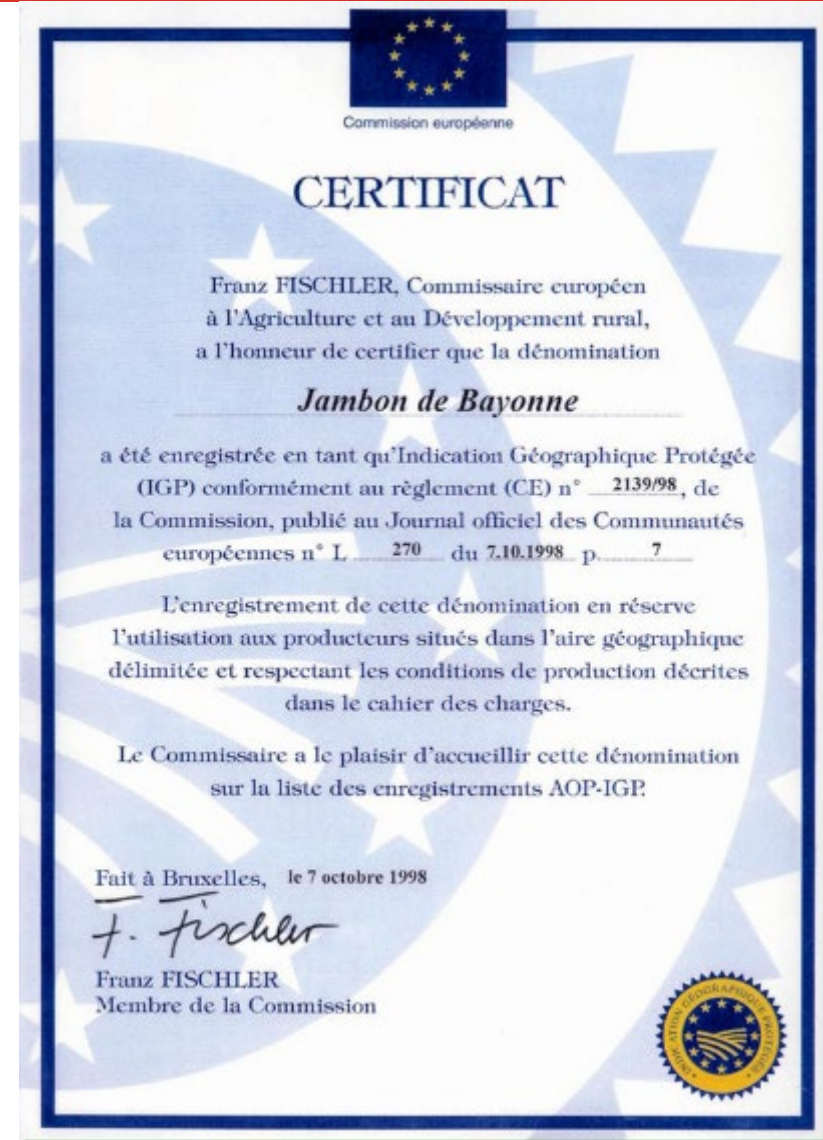 Commission européenne
CERTIFICAT
Franz FISCHLER, Commissaire européen
à l'Agriculture et au Développement rural,
a l'honneur de certifier que la dénomination
Jambon de Bayonne
a été enregistrée en tant qu'Indication Géographique Protégée
(IGP) conformément au règlement (CE) n° 2139/98, de
la Commission, publié au Journal officiel des Communautés
européennes n° L 270 du 7.10.1998 p. 7
L'enregistrement de cette dénomination en réserve
l'utilisation aux producteurs situés dans l'aire géographique
délimitée et respectant les conditions de production décrites
dans le cahier des charges.
Le Commissaire a le plaisir d'accueillir cette dénomination
sur la liste des enregistrements AOP-IGP.
Fait à Bruxelles, le 7 octobre 1998
F. Fischler
Franz FISCHLER
Membre de la Commission
INDICATION GÉOGRAPHIQUE PROTÉGÉE